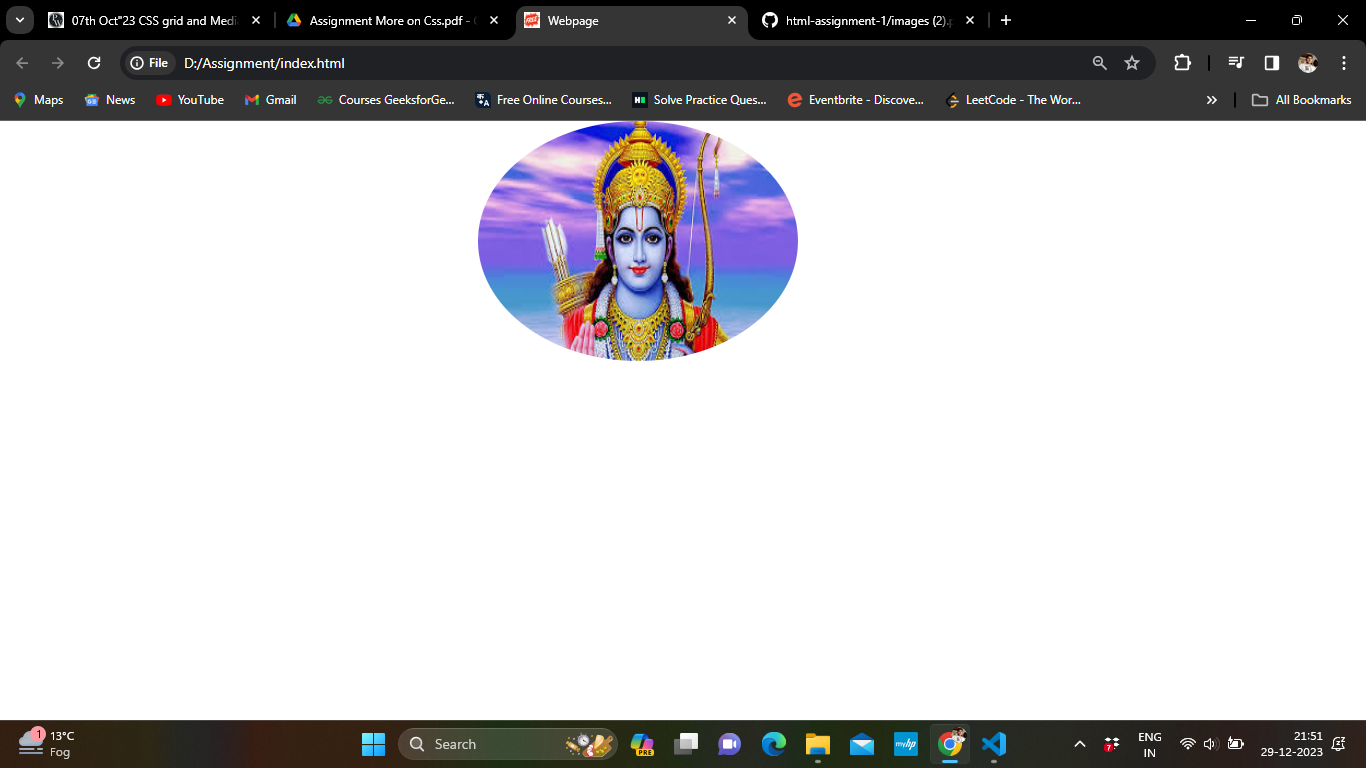 07th Oct"23 CSS grid and Medi
Assignment More on Css.pdf -
Webpage
html-assignment-1/images (2).p
File
D:/Assignment/index.html
Maps
News
YouTube
Gmail
Courses GeeksforGe...
Free Online Courses...
Solve Practice Ques...
Eventbrite - Discove...
LeetCode - The Wor...
All Bookmarks
1
13°C
Fog
Search
PRE
myhp
7
ENG
IN
21:51
29-12-2023